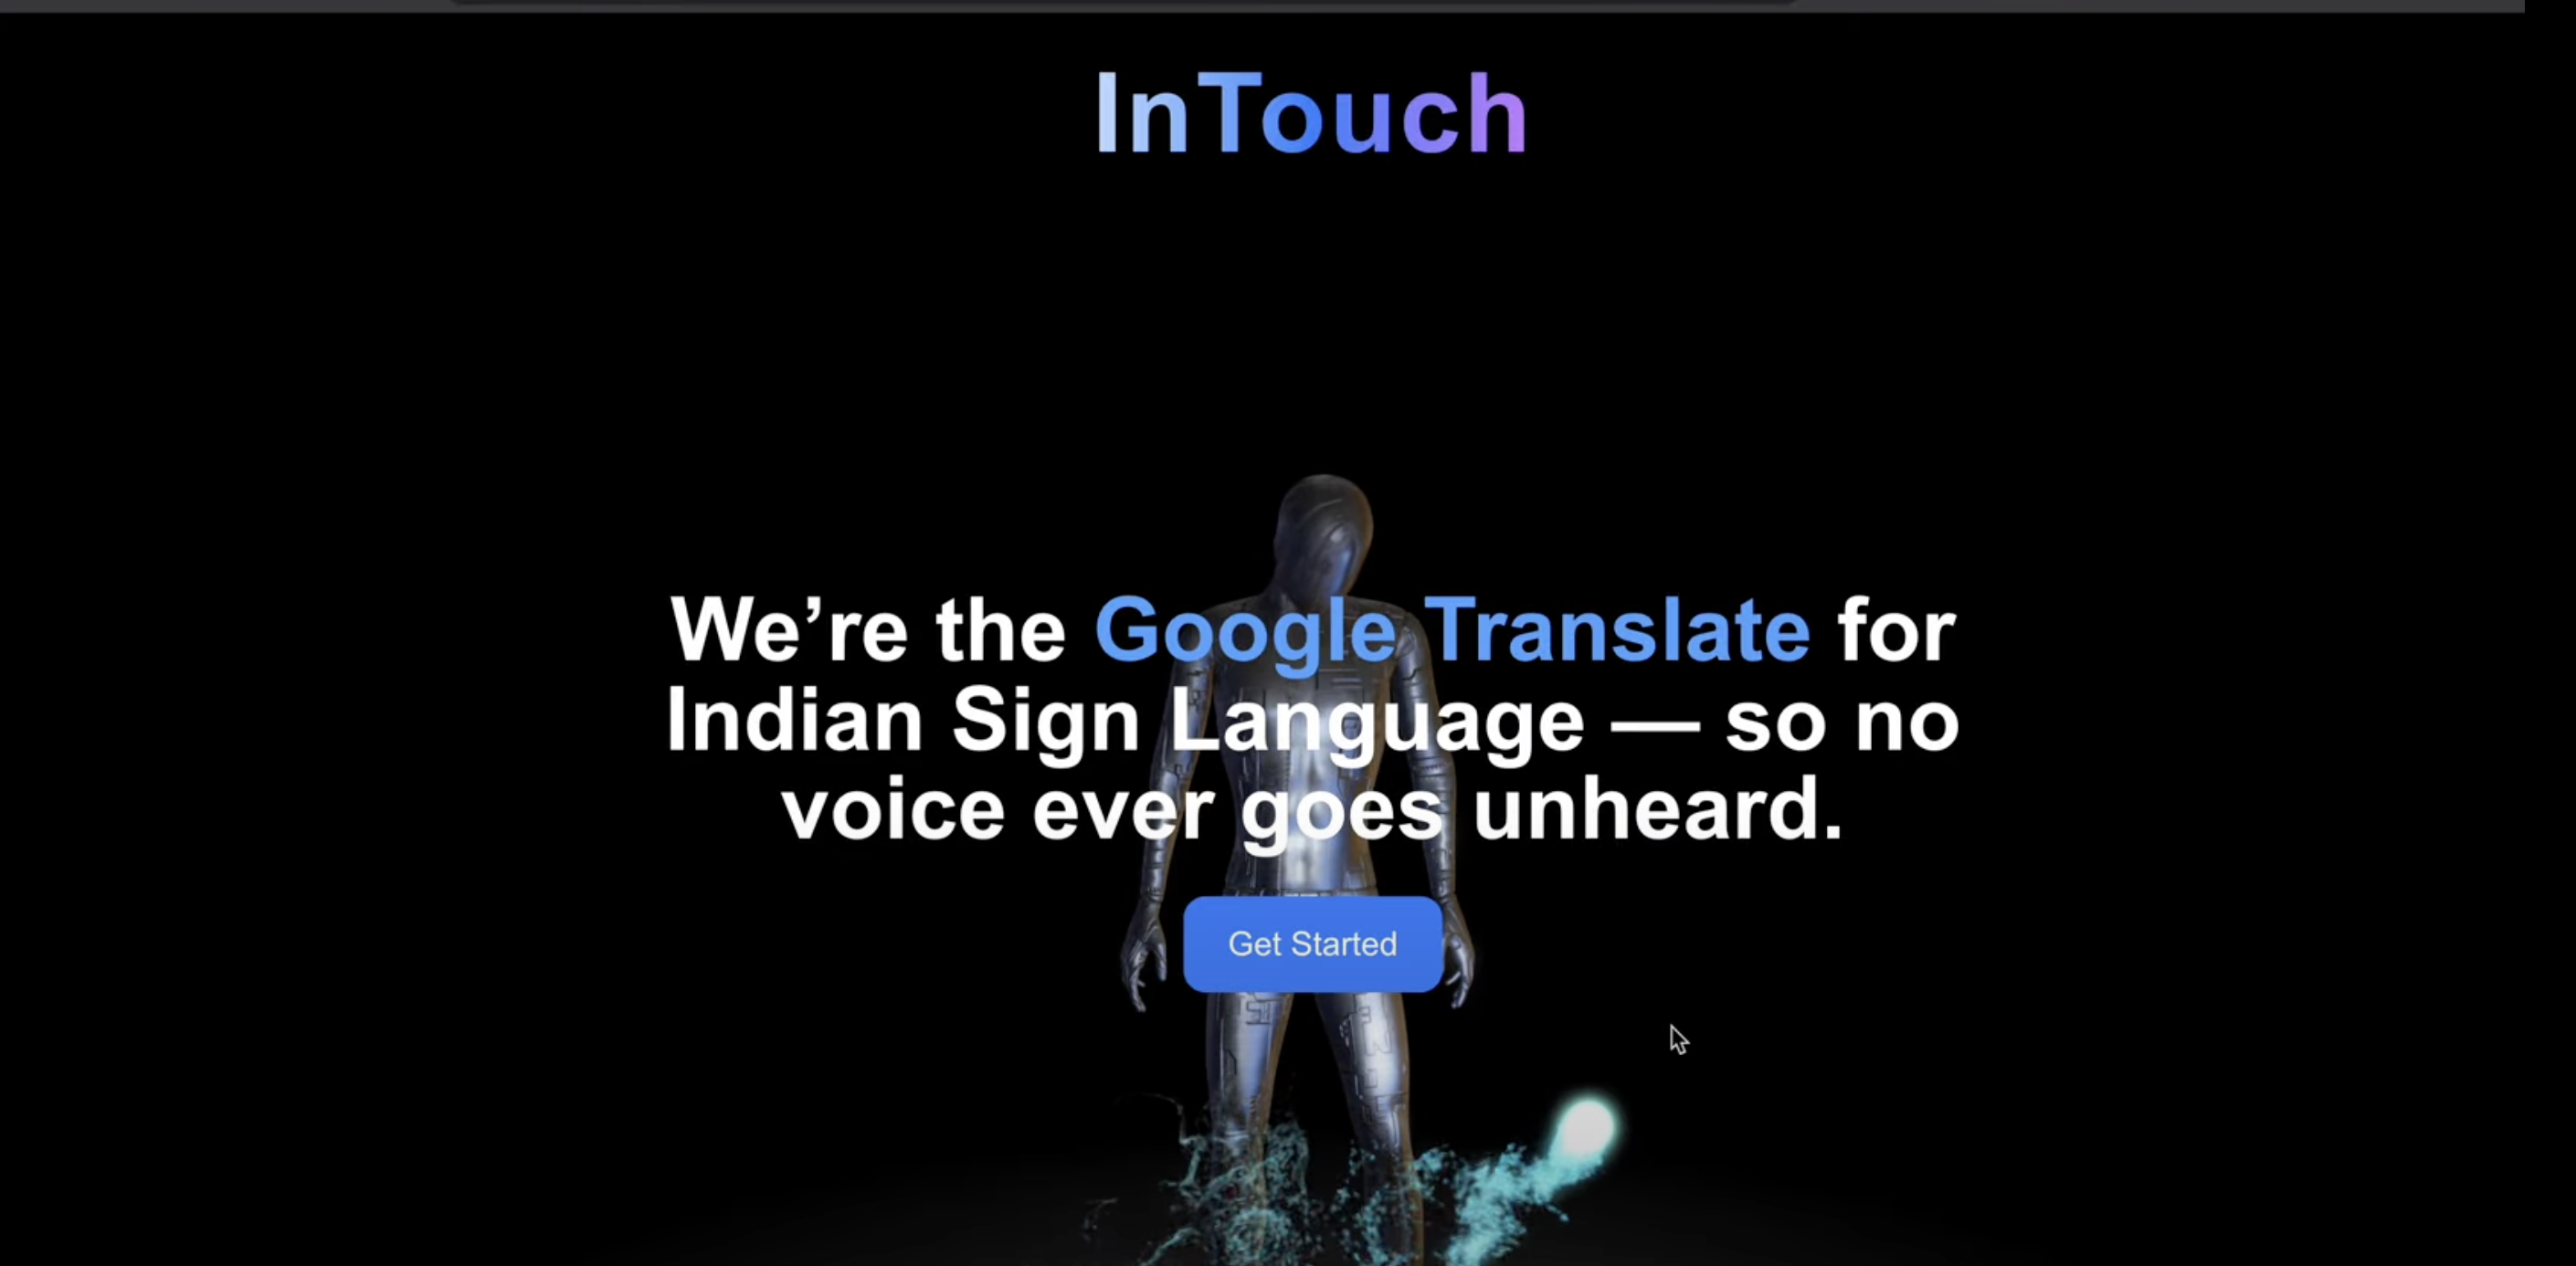 InTouch
We’re the Google Translate for
Indian Sign Language — so no
voice ever goes unheard.
Get Started